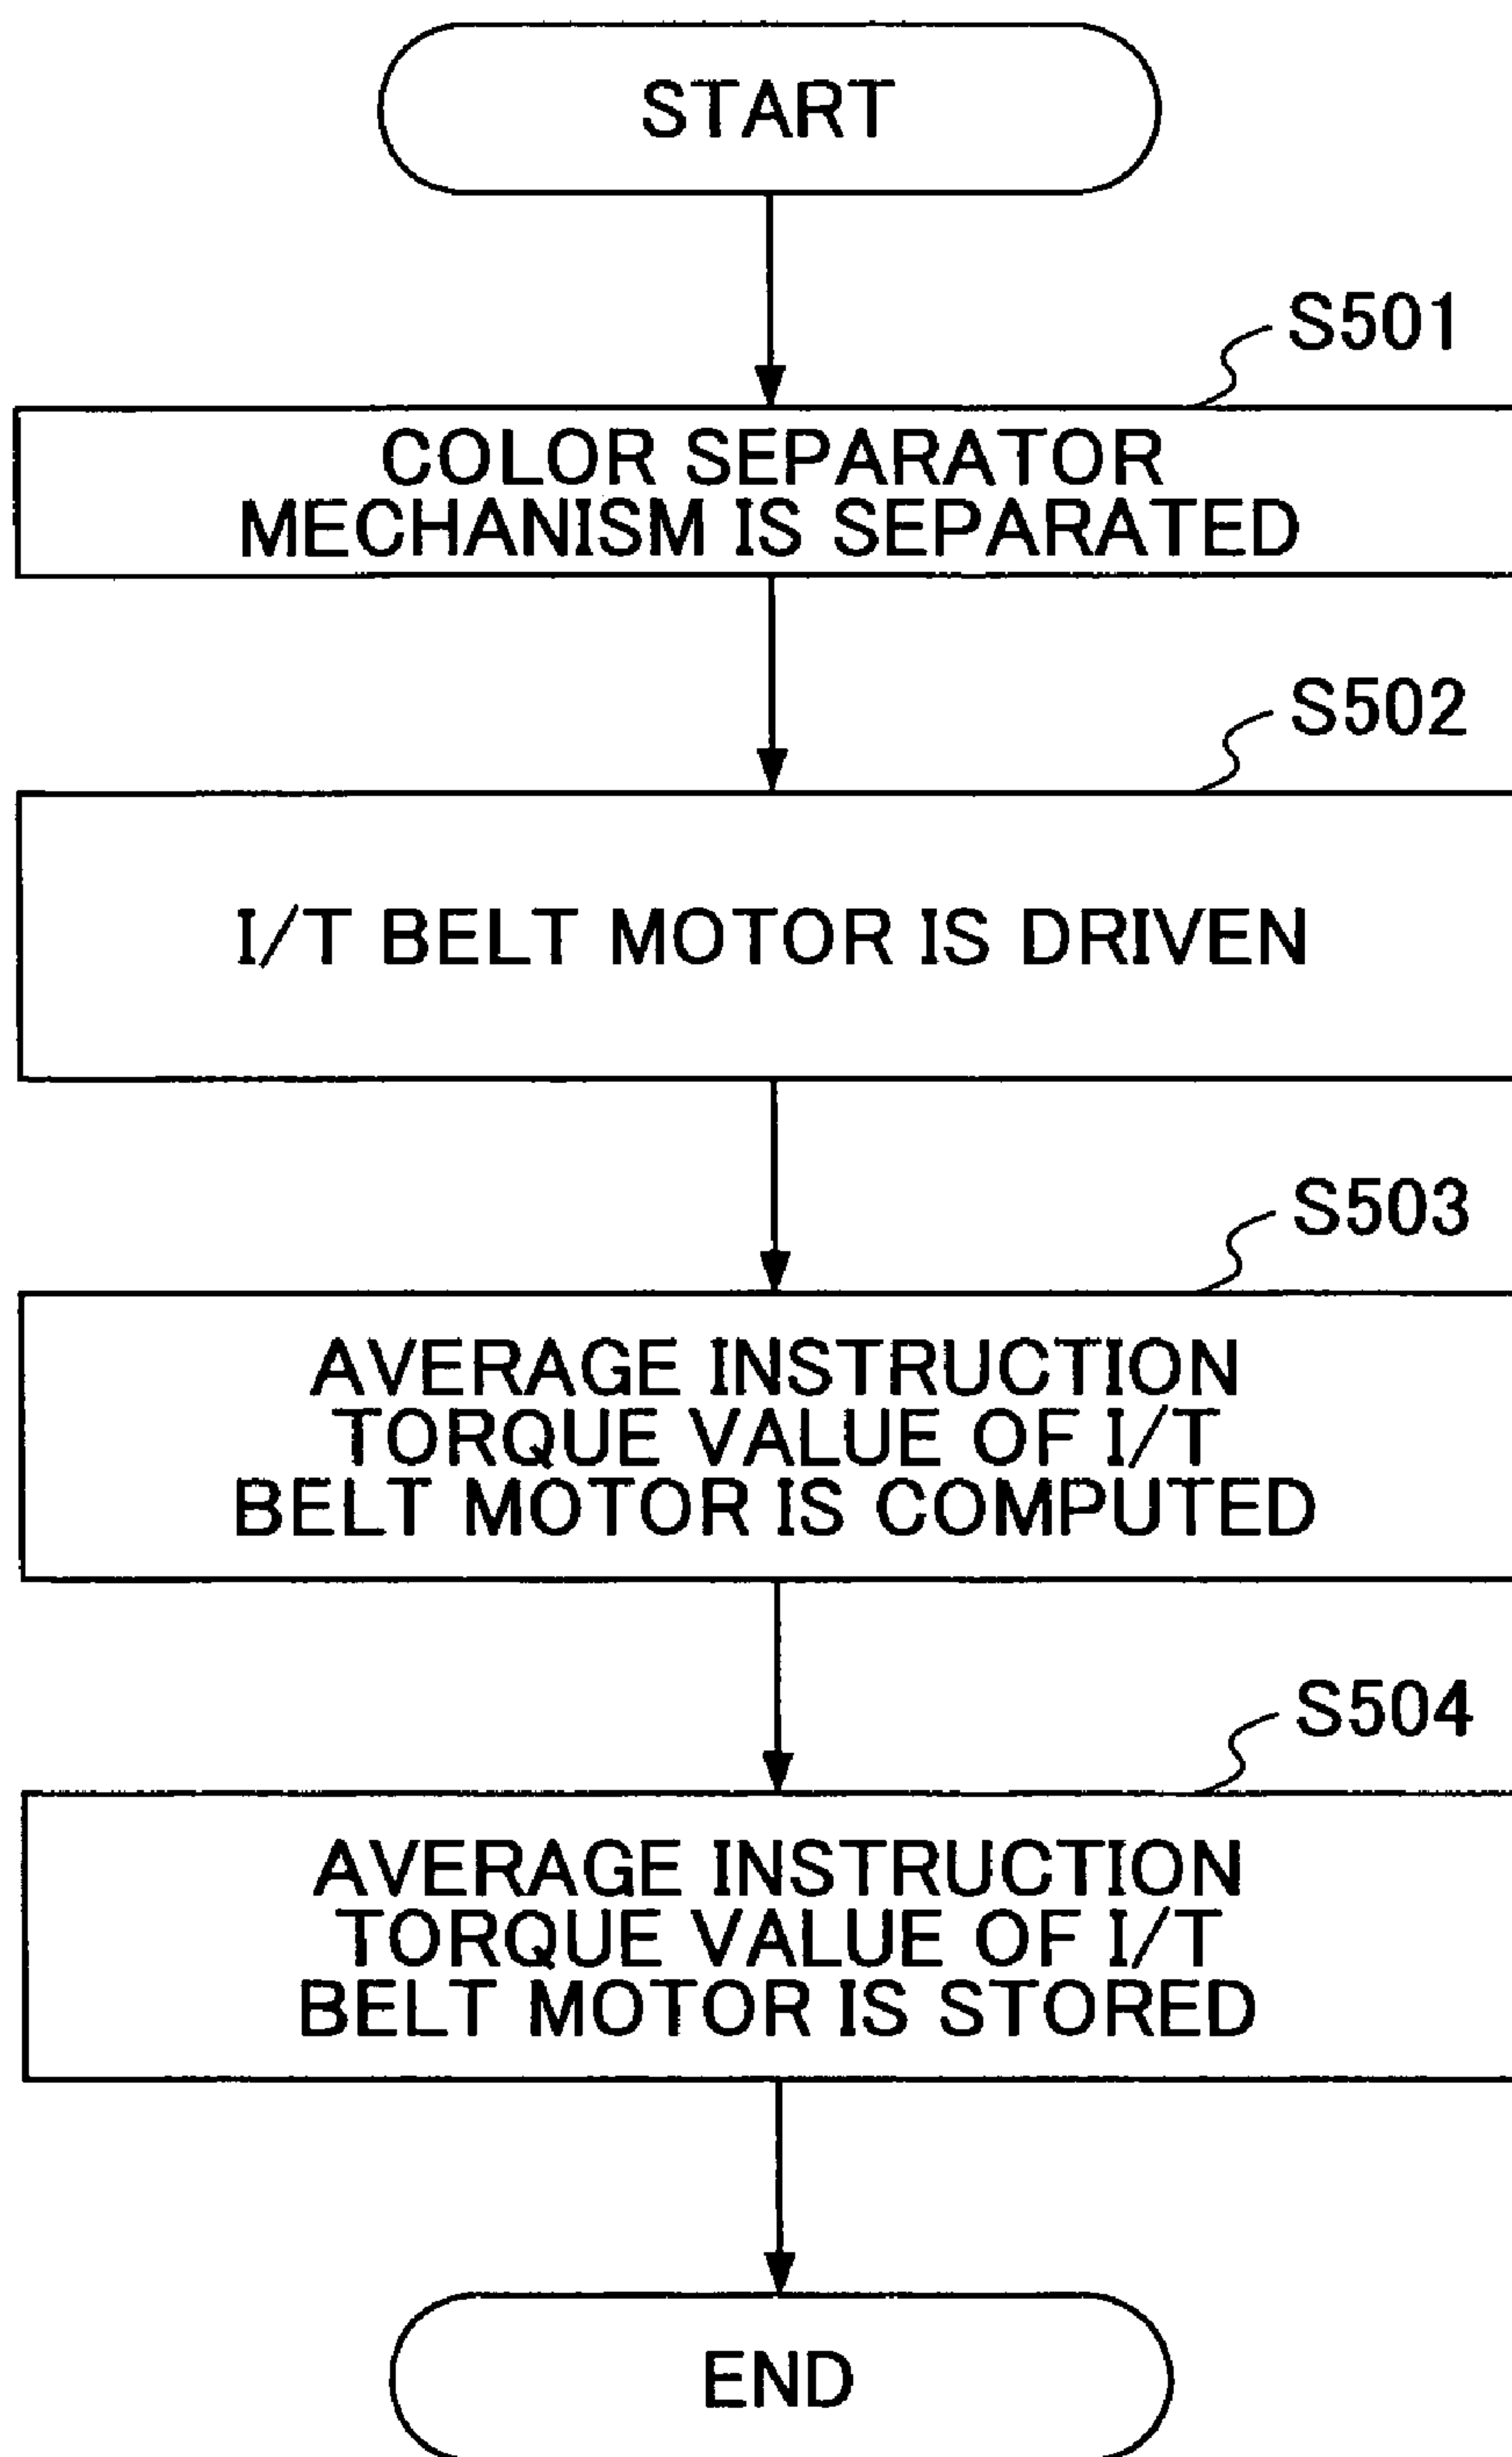 START
S501
COLOR SEPARATOR
MECHANISM IS SEPARATED
S502
I/T BELT MOTOR IS DRIVEN
S503
AVERAGE INSTRUCTION
TORQUE VALUE OF I/T
BELT MOTOR IS COMPUTED
S504
AVERAGE INSTRUCTION
TORQUE VALUE OF I/T
BELT MOTOR IS STORED
END